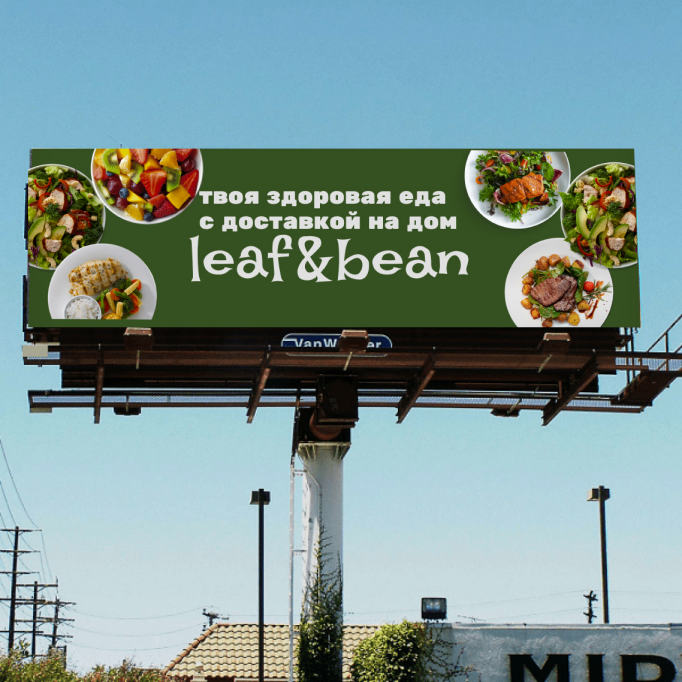 твоя здоровая еда
с доставкой на дом
leaf&bean